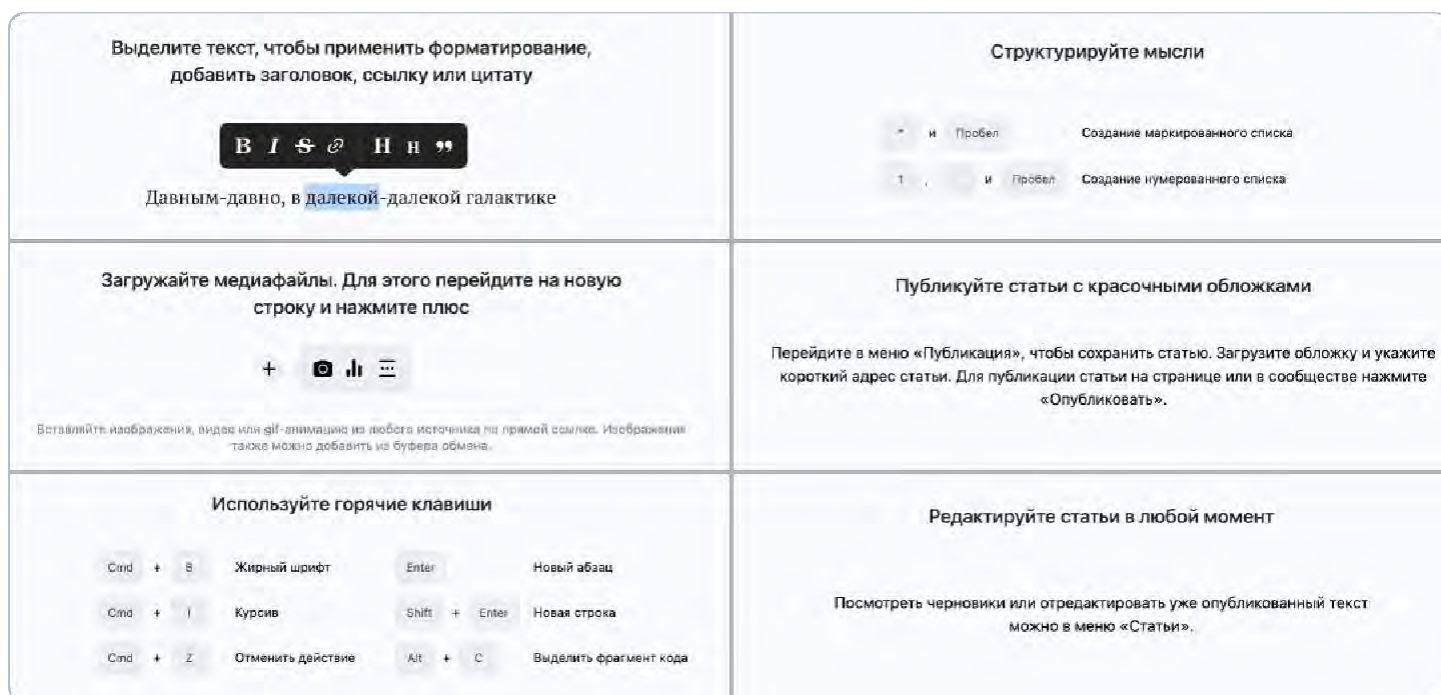 Выделите текст, чтобы применить форматирование,
добавить заголовок, ссылку или цитату
B I S H H ”
Давным-давно, в далекой-далекой галактике
Структурируйте мысли
* и Пробел Создание маркированного списка
1 , и Пробел Создание нумерованного списка
Загружайте медиафайлы. Для этого перейдите на новую
строку и нажмите плюс
+
Вставляйте изображения, видео или gif-анимацию из любого источника по прямой ссылке. Изображения
также можно добавить из буфера обмена.
Публикуйте статьи с красочными обложками
Перейдите в меню «Публикация», чтобы сохранить статью. Загрузите обложку и укажите
короткий адрес статьи. Для публикации статьи на странице или в сообществе нажмите
«Опубликовать».
Используйте горячие клавиши
Cmd + B Жирный шрифт Enter Новый абзац
Cmd + I Курсив Shift + Enter Новая строка
Cmd + Z Отменить действие Alt + C Выделить фрагмент кода
Редактируйте статьи в любой момент
Посмотреть черновики или отредактировать уже опубликованный текст
можно в меню «Статьи».